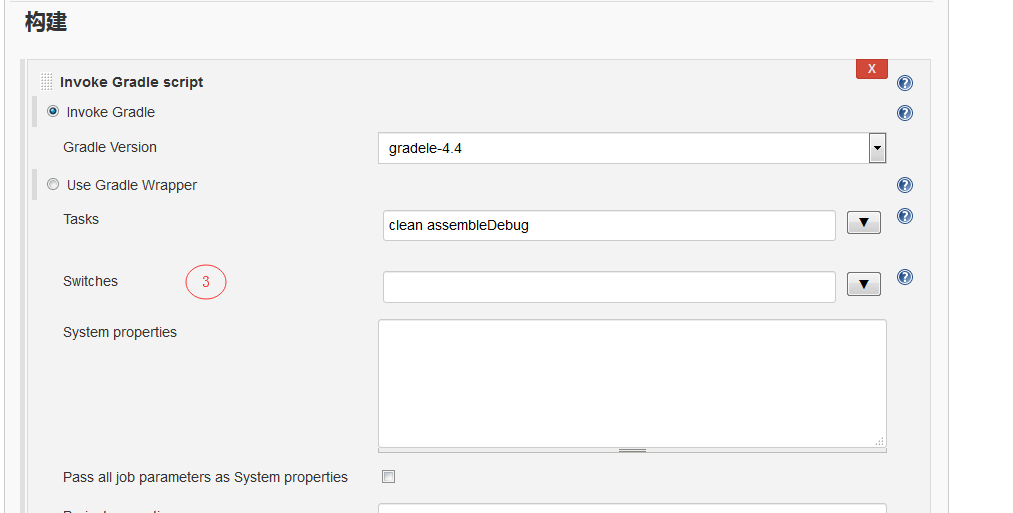 构建
Invoke Gradle script
X
Invoke Gradle
Gradle Version
gradele-4.4
Use Gradle Wrapper
Tasks
clean assembleDebug
Switches
3
System properties
Pass all job parameters as System properties